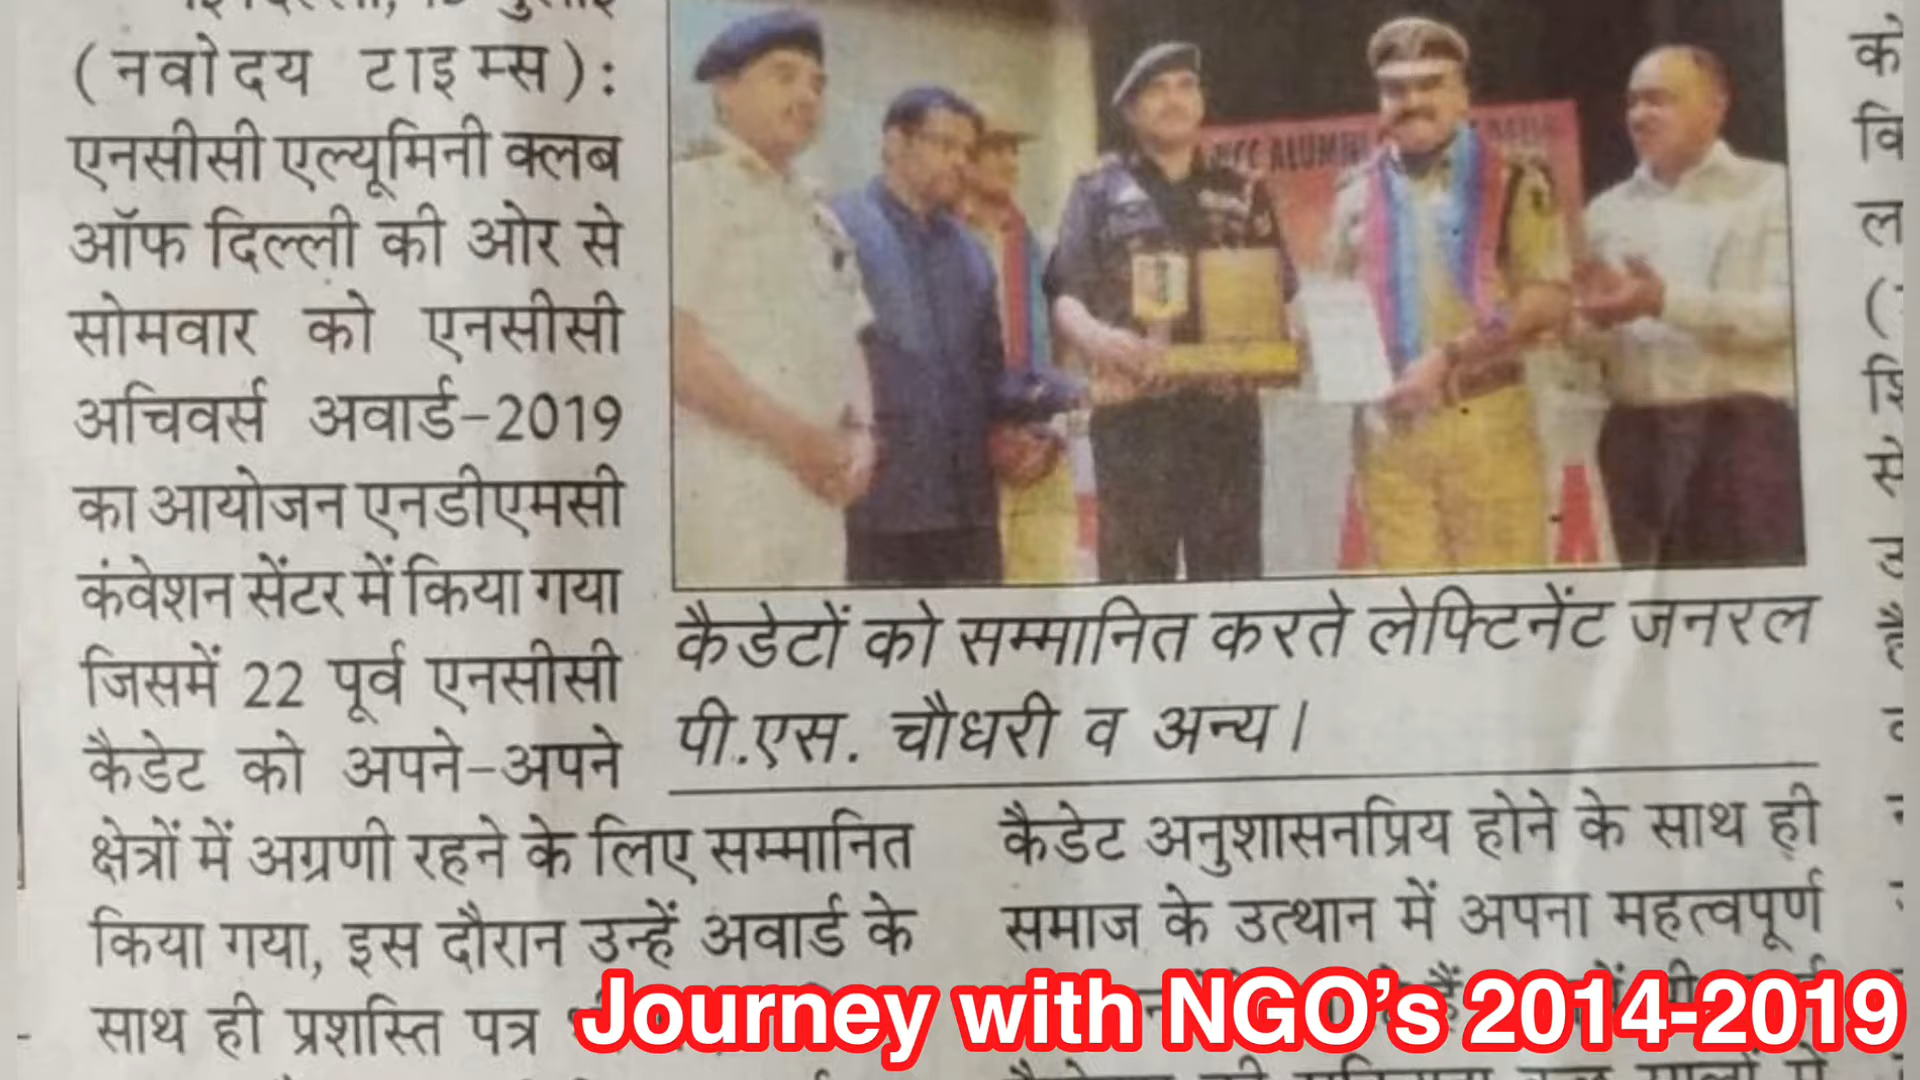 (नवोदय टाइम्स):
एनसीसी एल्यूमिनी क्लब
ऑफ दिल्ली की ओर से
सोमवार को एनसीसी
अचिवर्स अवार्ड-2019
का आयोजन एनडीएमसी
कंवेशन सेंटर में किया गया
जिसमें 22 पूर्व एनसीसी
कैडेट को अपने-अपने
क्षेत्रों में अग्रणी रहने के लिए सम्मानित
किया गया, इस दौरान उन्हें अवार्ड के
साथ ही प्रशस्ति पत्र
NCC ALUMNI
कैडेटों को सम्मानित करते लेफ्टिनेंट जनरल
पी.एस. चौधरी व अन्य।
कैडेट अनुशासनप्रिय होने के साथ ही
समाज के उत्थान में अपना महत्वपूर्ण
Journey with NGO’s 2014-2019